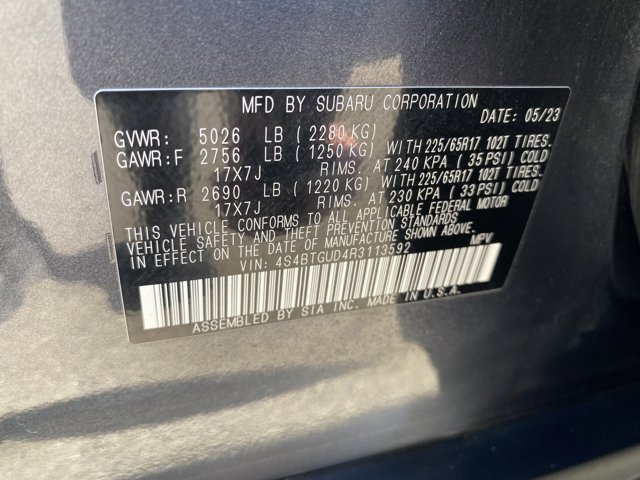 MFD BY SUBARU CORPORATION
DATE: 05/23
GVWR: 5026 LB ( 2280 KG)
GAWR:F 2756 LB ( 1250 KG) WITH 225/65R17 102T TIRES.
17X7J RIMS. AT 240 KPA ( 35 PSI) COLD
GAWR:R 2690 LB ( 1220 KG) WITH 225/65R17 102T TIRES.
17X7J RIMS. AT 230 KPA ( 33 PSI) COLD
THIS VEHICLE CONFORMS TO ALL APPLICABLE FEDERAL MOTOR
VEHICLE SAFETY AND THEFT PREVENTION STANDARDS
IN EFFECT ON THE DATE OF MANUFACTURE SHOWN ABOVE.
VIN: 4S4BTGUD4R3113592 MPV
ASSEMBLED BY SIA INC. MADE IN U.S.A.